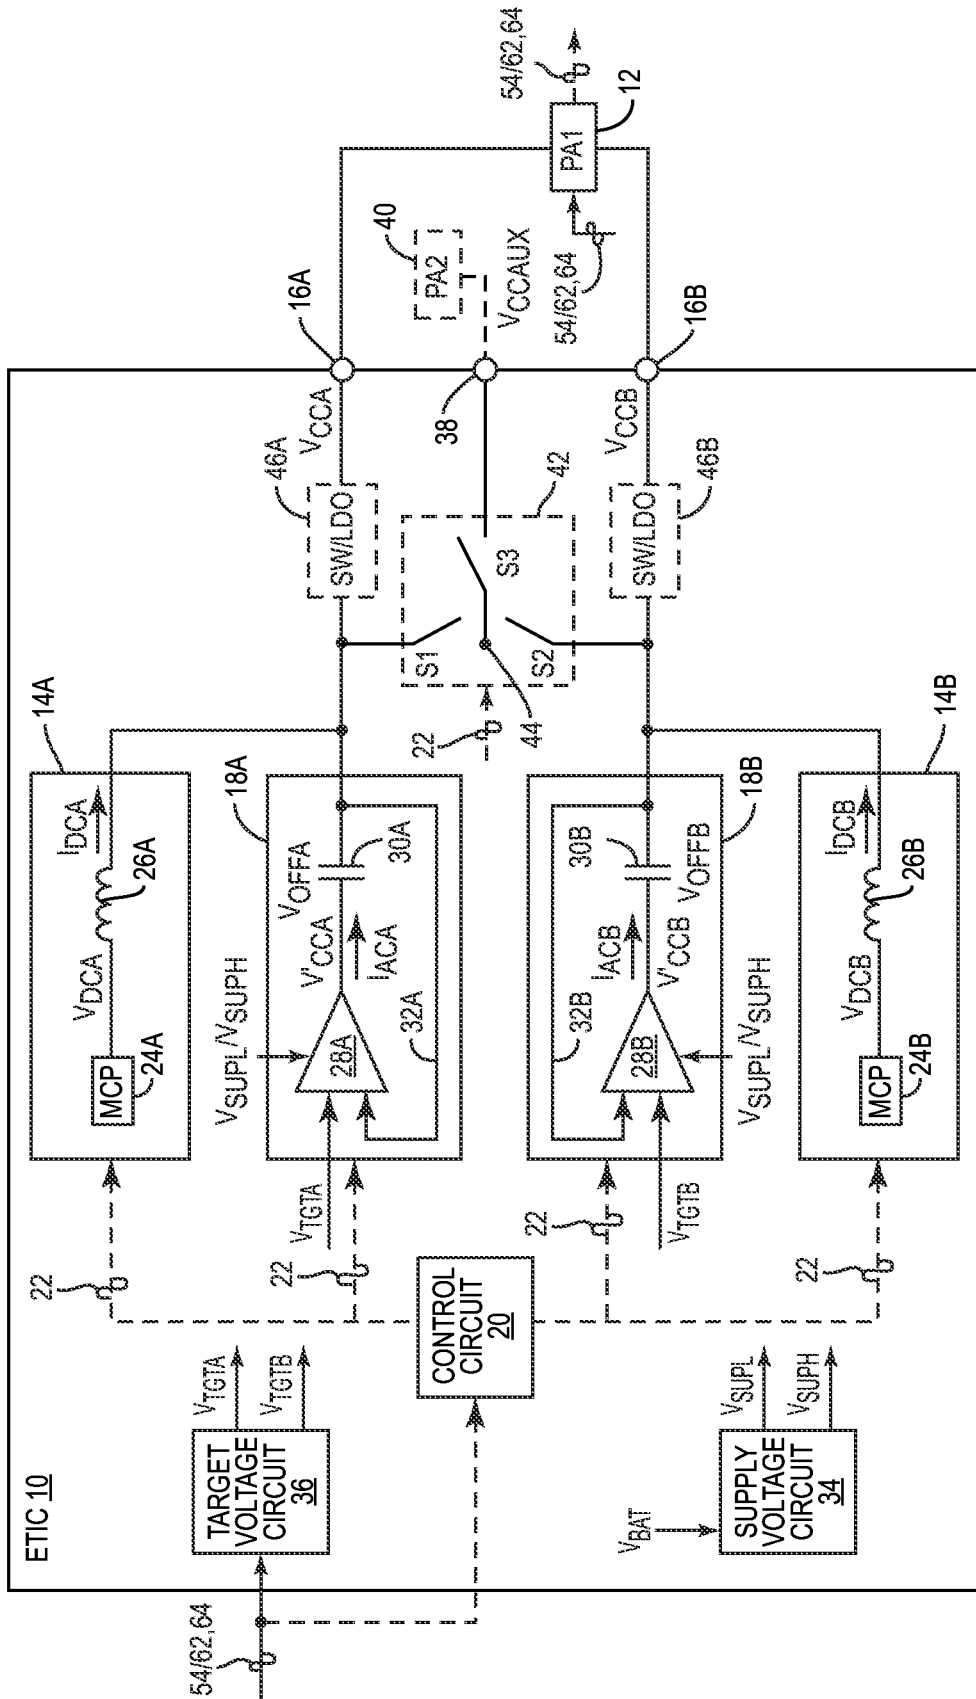 ETIC 10
54/62,64
TARGET
VOLTAGE
CIRCUIT
36
VTGTA
VTGTB
CONTROL
CIRCUIT
20
VBAT
SUPPLY
VOLTAGE
CIRCUIT
34
VSUPL
VSUPH
22
22
22
22
14A
MCP
24A
VDCA
26A
IDCA
18A
VTGTA
VSUPL/VSUPH
28A
V'CCA
IACA
VOFFA
30A
32A
18B
VTGTB
VSUPL/VSUPH
28B
V'CCB
IACB
VOFFB
30B
32B
14B
MCP
24B
VDCB
26B
IDCB
22
44
S1
S2
S3
42
SW/LDO
46A
SW/LDO
46B
VCCA
VCCB
16A
38
16B
PA2
40
VCCAUX
54/62,64
PA1
12
54/62,64